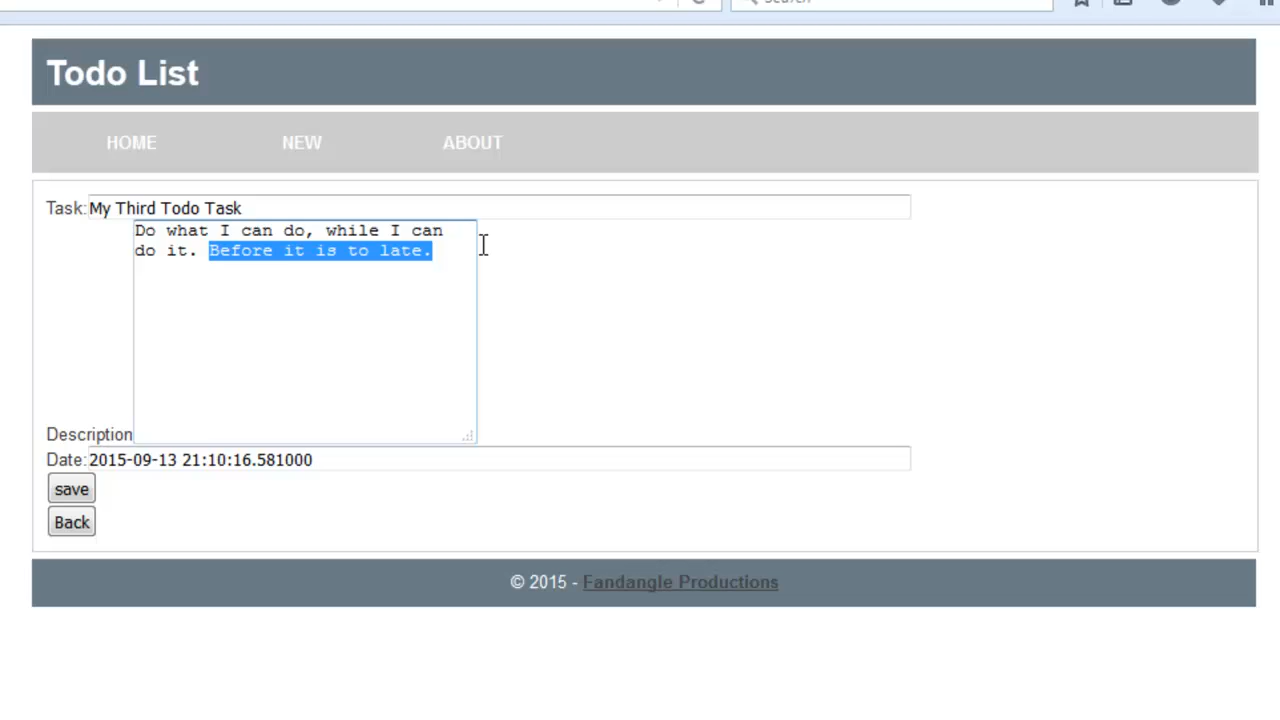 Search
Todo List
HOME NEW ABOUT
Task: My Third Todo Task
Do what I can do, while I can
do it. Before it is to late.
Description
Date: 2015-09-13 21:10:16.581000
save
Back
© 2015 - Fandangle Productions